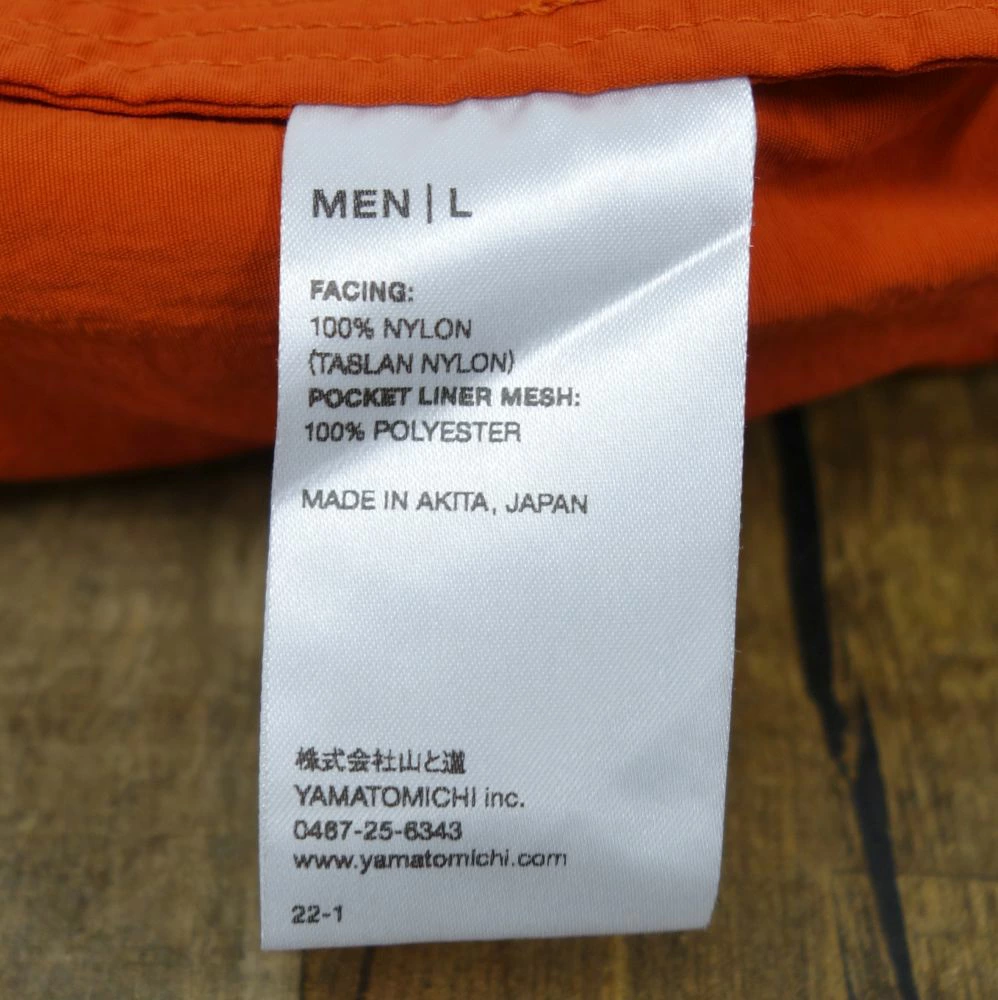 MEN | L
FACING:
100% NYLON
(TASLAN NYLON)
POCKET LINER MESH:
100% POLYESTER
MADE IN AKITA, JAPAN
株式会社山と道
YAMATOMICHI inc.
0467-25-6343
www.yamatomichi.com
22-1